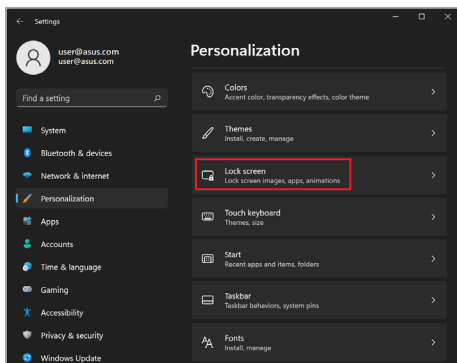 Settings
user@asus.com
user@asus.com
Find a setting
System
Bluetooth & devices
Network & internet
Personalization
Apps
Accounts
Time & language
Gaming
Accessibility
Privacy & security
Windows Update
Personalization
Colors
Accent color, transparency effects, color theme
Themes
Install, create, manage
Lock screen
Lock screen images, apps, animations
Touch keyboard
Themes, size
Start
Recent apps and items, folders
Taskbar
Taskbar behaviors, system pins
Fonts
Install, manage